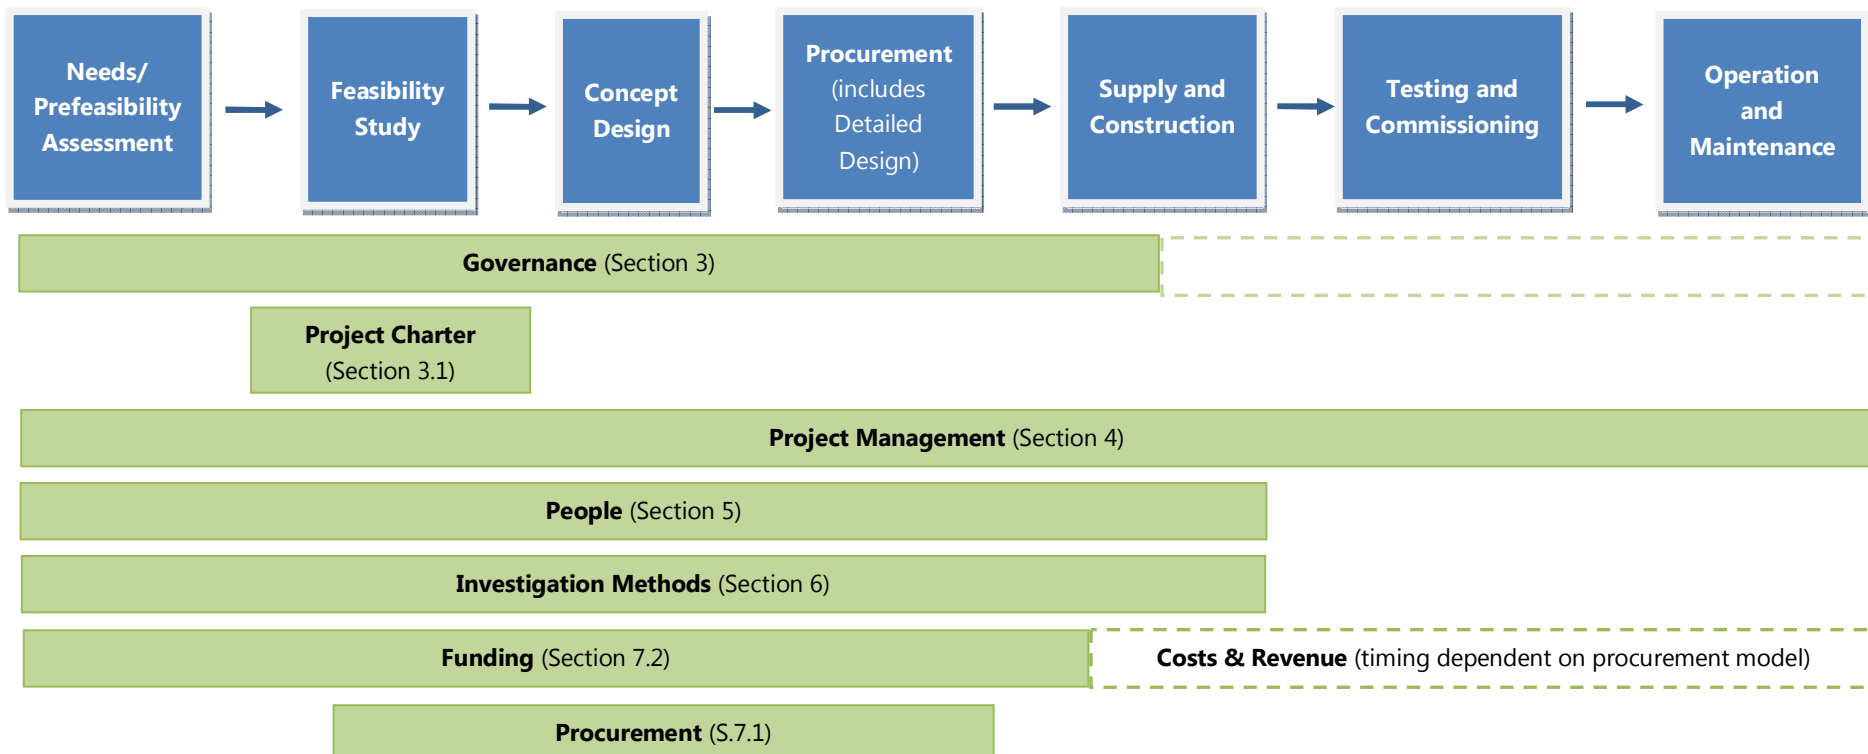 Needs/
Prefeasibility
Assessment
Feasibility
Study
Concept
Design
Procurement
(includes
Detailed
Design)
Supply and
Construction
Testing and
Commissioning
Operation
and
Maintenance
Governance (Section 3)
Project Charter
(Section 3.1)
Project Management (Section 4)
People (Section 5)
Investigation Methods (Section 6)
Funding (Section 7.2)
Costs & Revenue (timing dependent on procurement model)
Procurement (S.7.1)